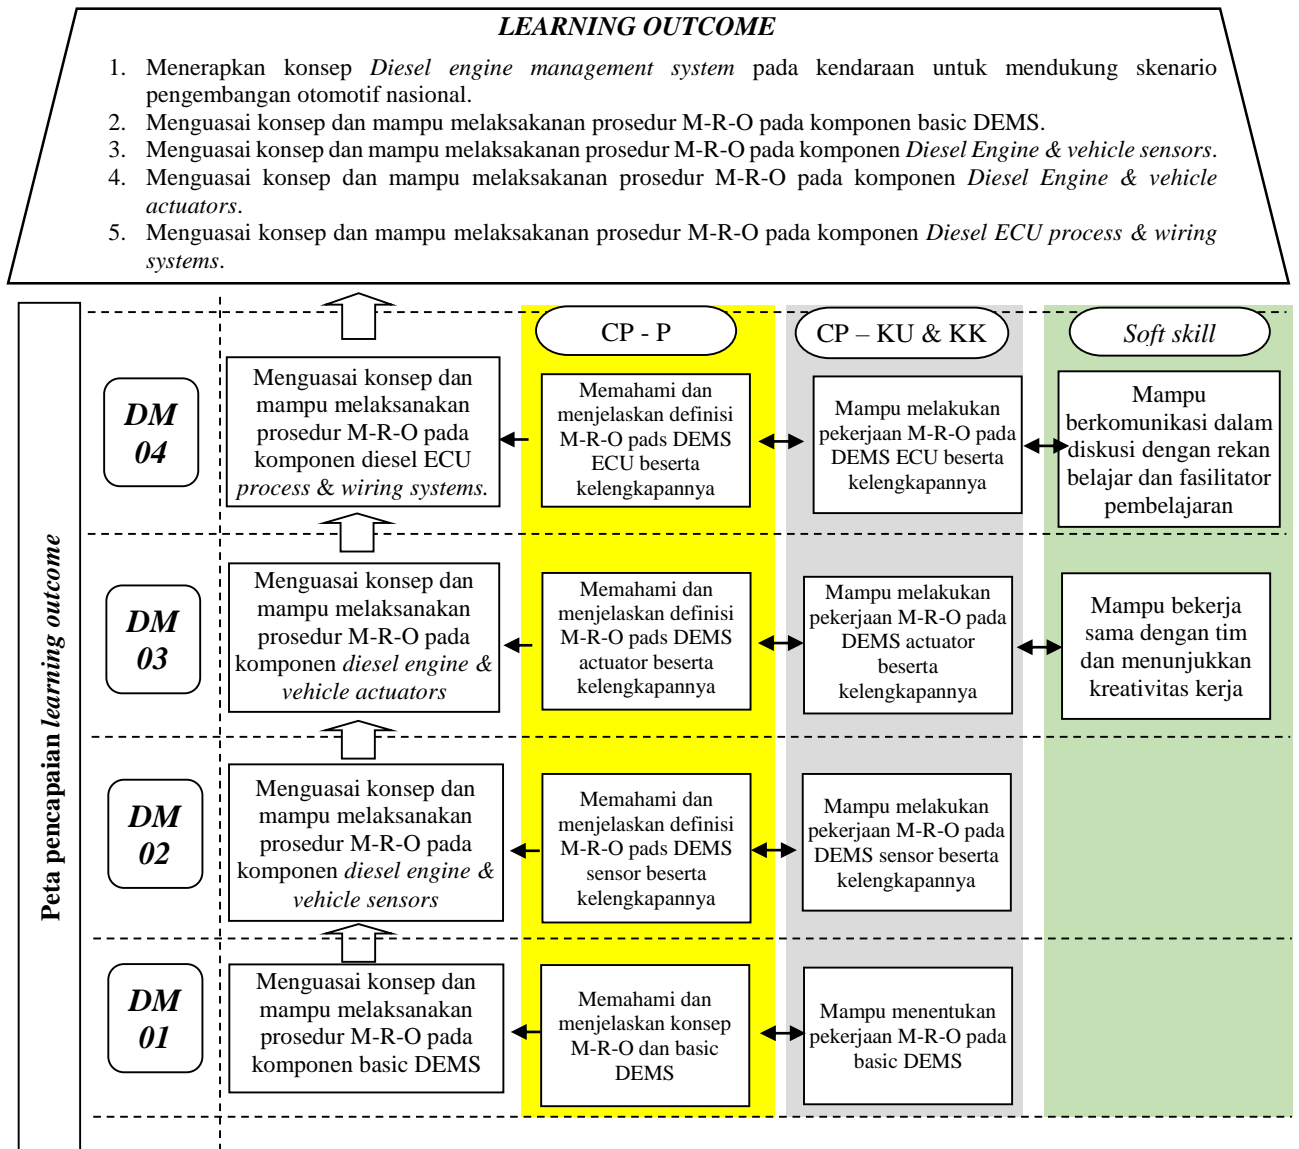 LEARNING OUTCOME
1. Menerapkan konsep Diesel engine management system pada kendaraan untuk mendukung skenario
pengembangan otomotif nasional.
2. Menguasai konsep dan mampu melaksakanan prosedur M-R-O pada komponen basic DEMS.
3. Menguasai konsep dan mampu melaksakanan prosedur M-R-O pada komponen Diesel Engine & vehicle sensors.
4. Menguasai konsep dan mampu melaksakanan prosedur M-R-O pada komponen Diesel Engine & vehicle
actuators.
5. Menguasai konsep dan mampu melaksakanan prosedur M-R-O pada komponen Diesel ECU process & wiring
systems.
Peta pencapaian learning outcome
CP - P
CP – KU & KK
Soft skill
DM
04
Menguasai konsep dan
mampu melaksanakan
prosedur M-R-O pada
komponen diesel ECU
process & wiring systems.
Memahami dan
menjelaskan definisi
M-R-O pads DEMS
ECU beserta
kelengkapannya
Mampu melakukan
pekerjaan M-R-O pada
DEMS ECU beserta
kelengkapannya
Mampu
berkomunikasi dalam
diskusi dengan rekan
belajar dan fasilitator
pembelajaran
DM
03
Menguasai konsep dan
mampu melaksanakan
prosedur M-R-O pada
komponen diesel engine &
vehicle actuators
Memahami dan
menjelaskan definisi
M-R-O pads DEMS
actuator beserta
kelengkapannya
Mampu melakukan
pekerjaan M-R-O pada
DEMS actuator
beserta
kelengkapannya
Mampu bekerja
sama dengan tim
dan menunjukkan
kreativitas kerja
DM
02
Menguasai konsep dan
mampu melaksanakan
prosedur M-R-O pada
komponen diesel engine &
vehicle sensors
Memahami dan
menjelaskan definisi
M-R-O pads DEMS
sensor beserta
kelengkapannya
Mampu melakukan
pekerjaan M-R-O pada
DEMS sensor beserta
kelengkapannya
DM
01
Menguasai konsep dan
mampu melaksanakan
prosedur M-R-O pada
komponen basic DEMS
Memahami dan
menjelaskan konsep
M-R-O dan basic
DEMS
Mampu menentukan
pekerjaan M-R-O pada
basic DEMS